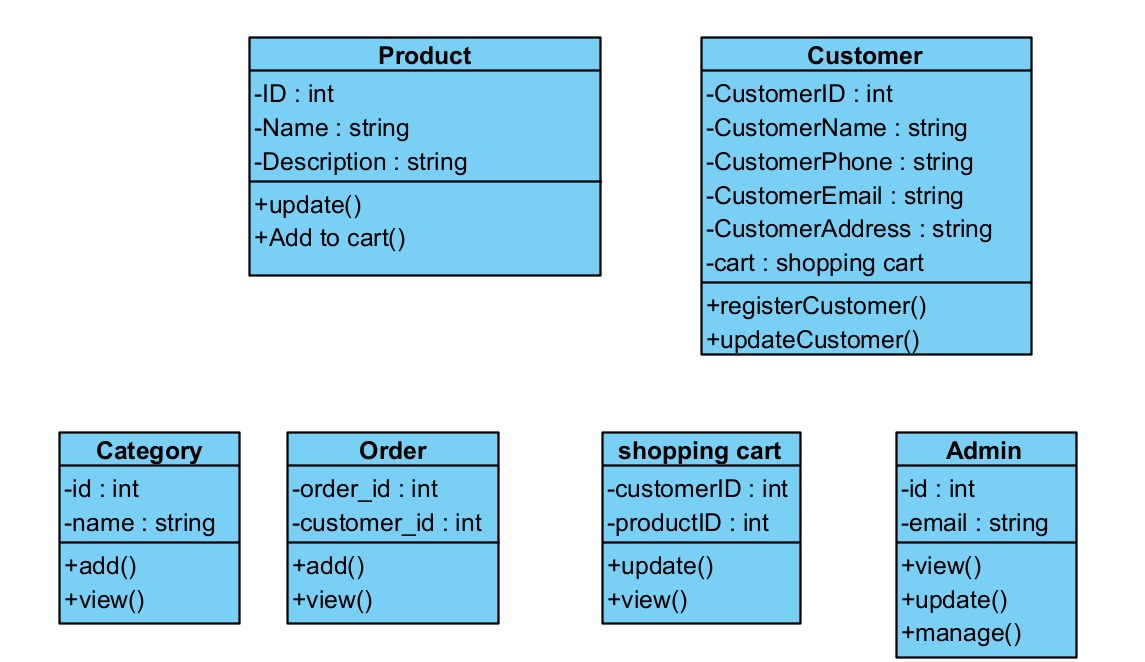 Product
-ID : int
-Name : string
-Description : string
+update()
+Add to cart()
Customer
-CustomerID : int
-CustomerName : string
-CustomerPhone : string
-CustomerEmail : string
-CustomerAddress : string
-cart : shopping cart
+registerCustomer()
+updateCustomer()
Category
-id : int
-name : string
+add()
+view()
Order
-order_id : int
-customer_id : int
+add()
+view()
shopping cart
-customerID : int
-productID : int
+update()
+view()
Admin
-id : int
-email : string
+view()
+update()
+manage()